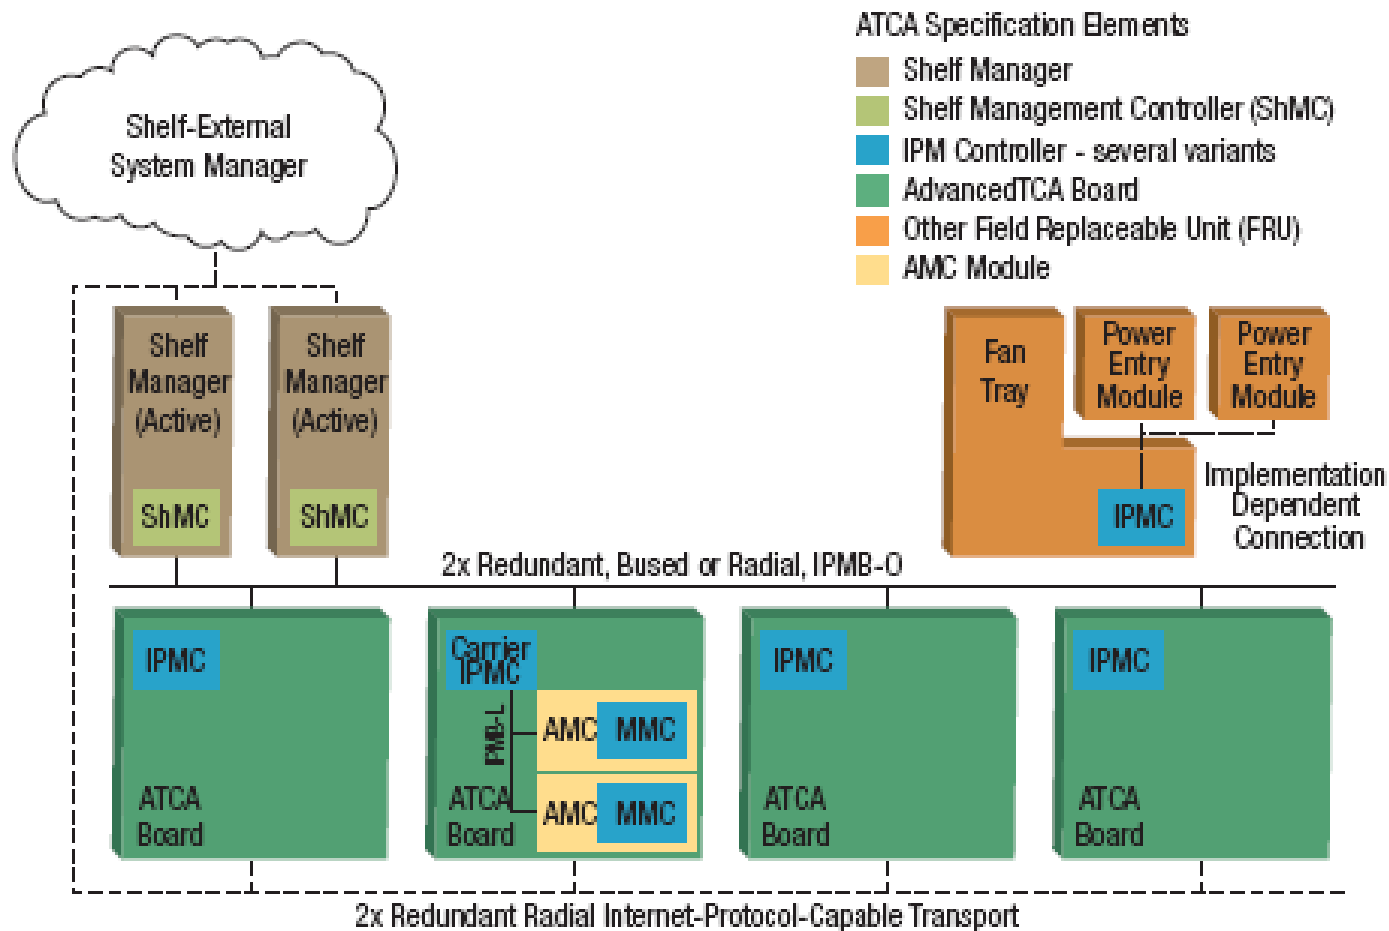 ATCA Specification Elements
Shelf Manager
Shelf Management Controller (ShMC)
IPM Controller - several variants
AdvancedTCA Board
Other Field Replaceable Unit (FRU)
AMC Module
Shelf-External
System Manager
Shelf
Manager
(Active)
ShMC
Shelf
Manager
(Active)
ShMC
Fan
Tray
Power
Entry
Module
Power
Entry
Module
IPMC
Implementation
Dependent
Connection
2x Redundant, Bused or Radial, IPMB-O
IPMC
ATCA
Board
Carrier
IPMC
IPMB-L
AMC MMC
AMC MMC
ATCA
Board
IPMC
ATCA
Board
IPMC
ATCA
Board
2x Redundant Radial Internet-Protocol-Capable Transport